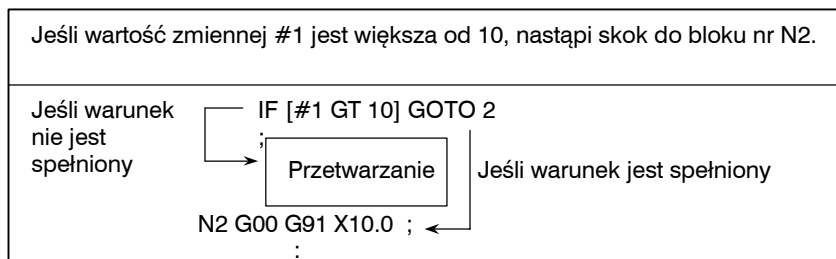 Jeśli wartość zmiennej #1 jest większa od 10, nastąpi skok do bloku nr N2.
Jeśli warunek
nie jest
spełniony
IF [#1 GT 10] GOTO 2
;
Przetwarzanie
Jeśli warunek jest spełniony
N2 G00 G91 X10.0 ;
: